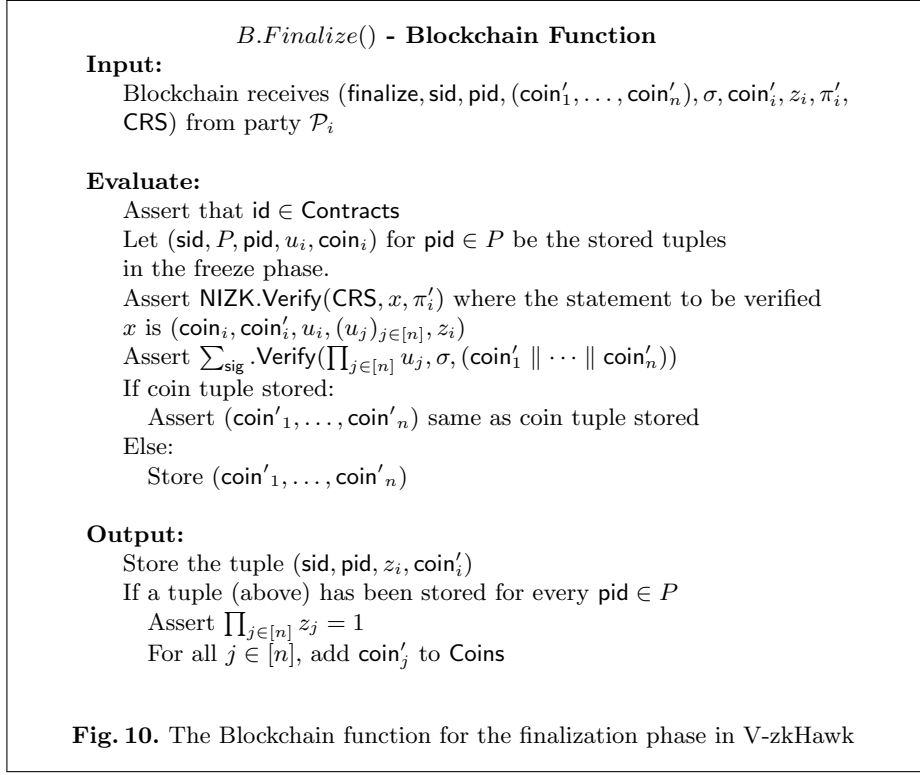 B.Finalize() - Blockchain Function
Input:
Blockchain receives (finalize, sid, pid, (coin′₁, . . . , coin′ₙ), σ, coin′ᵢ, zᵢ, π′ᵢ,
CRS) from party 𝒫ᵢ
Evaluate:
Assert that id ∈ Contracts
Let (sid, P, pid, uᵢ, coinᵢ) for pid ∈ P be the stored tuples
in the freeze phase.
Assert NIZK.Verify(CRS, x, π′ᵢ) where the statement to be verified
x is (coinᵢ, coin′ᵢ, uᵢ, (uⱼ)ⱼ∈[n], zᵢ)
Assert ∑sig .Verify(∏ⱼ∈[n] uⱼ, σ, (coin′₁ ∥ · · · ∥ coin′ₙ))
If coin tuple stored:
Assert (coin′₁, . . . , coin′ₙ) same as coin tuple stored
Else:
Store (coin′₁, . . . , coin′ₙ)
Output:
Store the tuple (sid, pid, zᵢ, coin′ᵢ)
If a tuple (above) has been stored for every pid ∈ P
Assert ∏ⱼ∈[n] zⱼ = 1
For all j ∈ [n], add coin′ⱼ to Coins
Fig. 10. The Blockchain function for the finalization phase in V-zkHawk